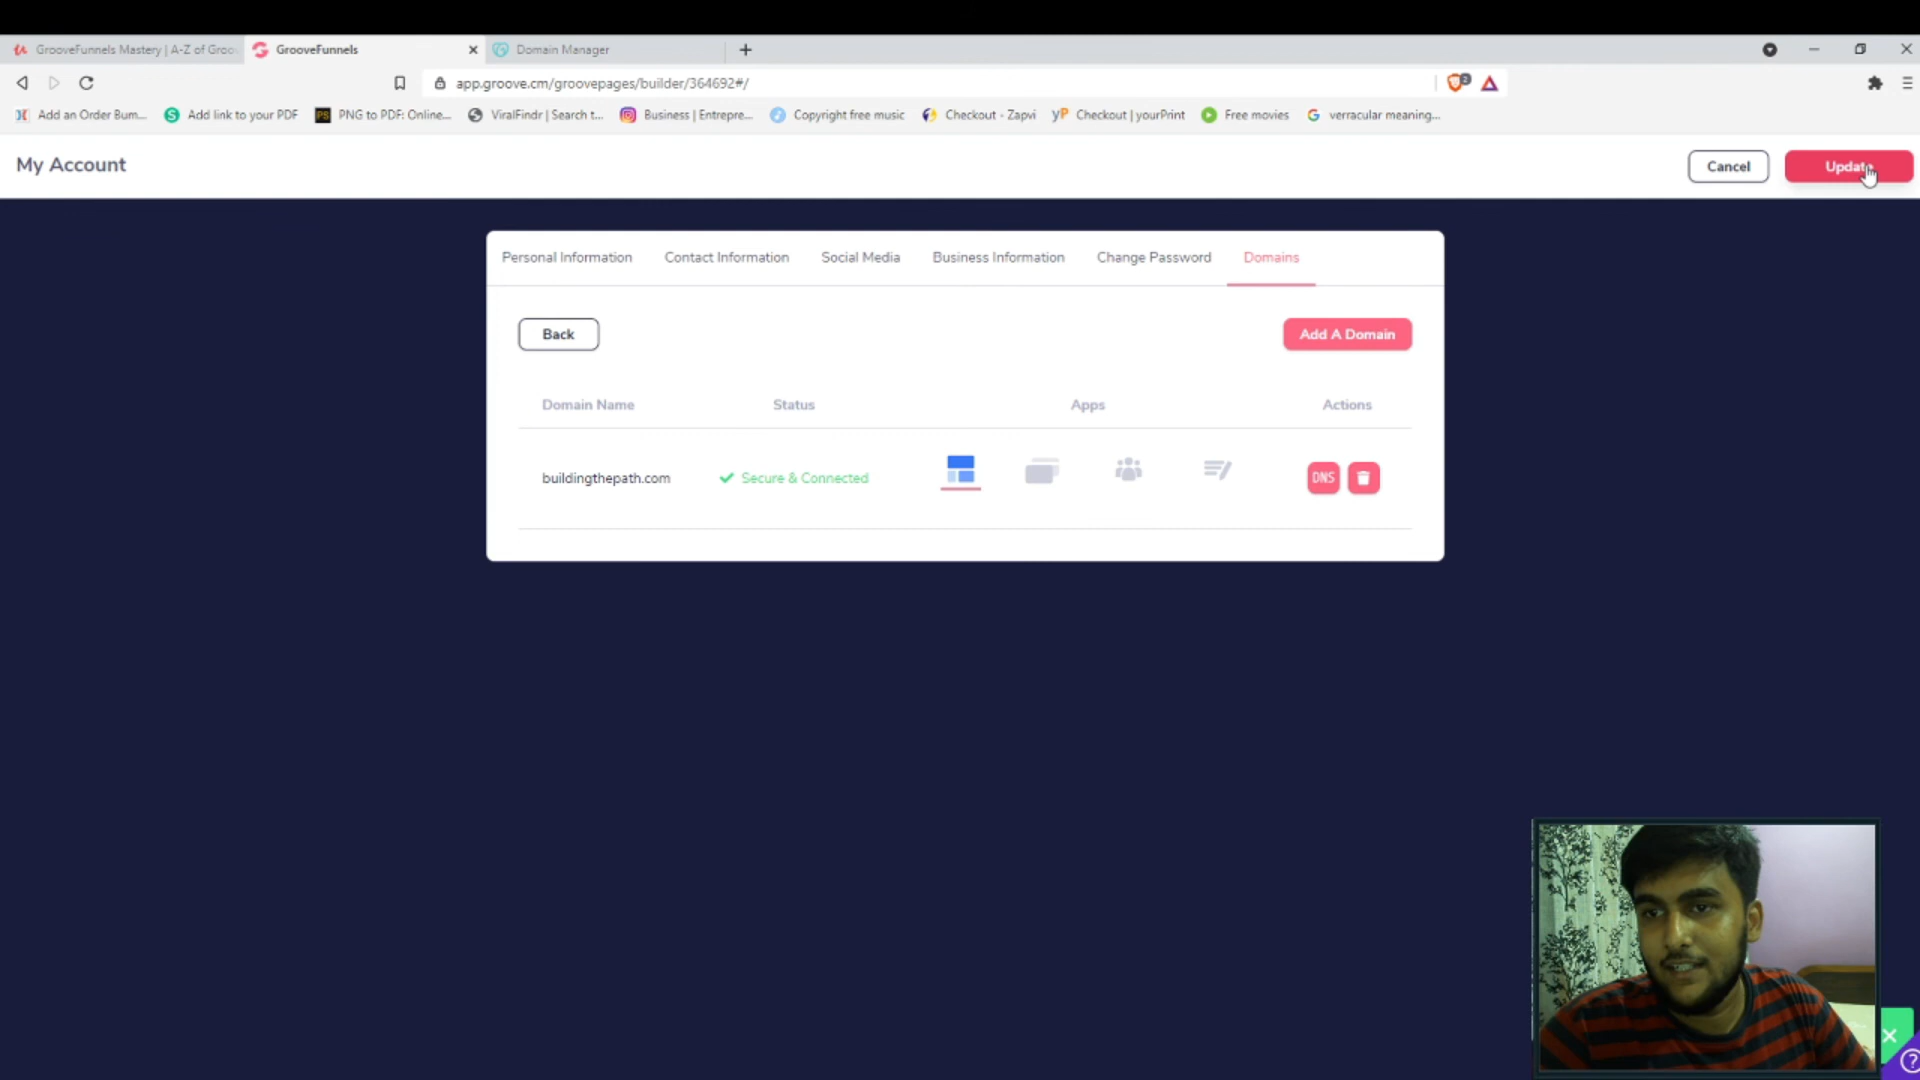 GrooveFunnels Mastery | A-Z of Groo
GrooveFunnels
Domain Manager
app.groove.cm/groovepages/builder/364692#/
2
Add an Order Bum...
Add link to your PDF
PS
PNG to PDF: Online...
ViralFindr | Search t...
Business | Entrepre...
Copyright free music
Checkout - Zapvi
yP
Checkout | yourPrint
Free movies
verracular meaning...
My Account
Cancel
Update
Personal Information
Contact Information
Social Media
Business Information
Change Password
Domains
Back
Add A Domain
Domain Name
Status
Apps
Actions
buildingthepath.com
Secure & Connected
DNS